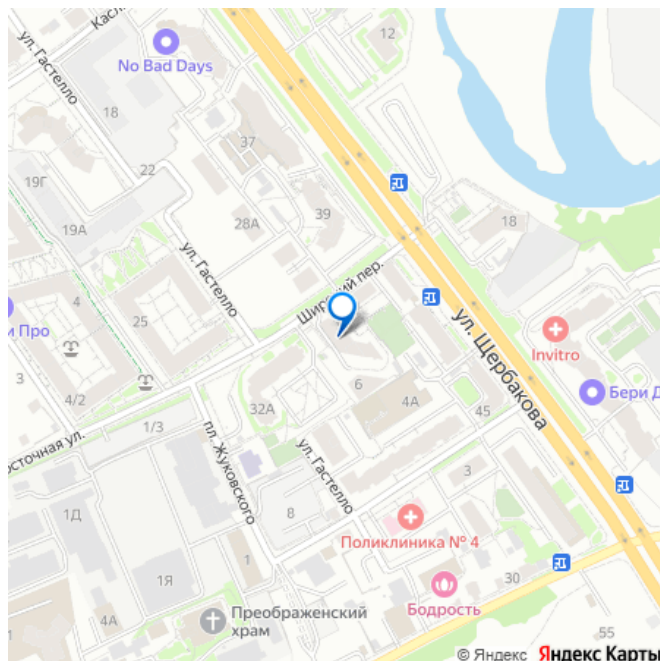 Касл
ул. Гастелло
No Bad Days
12
18
37
22
19Г
28А
39
18
19А
ул. Гастелло
Широкий пер.
4
25
и Про
ул. Щербакова
Invitro
3
6
Бери Д
4/2
32А
4А
45
1/3
осточная ул.
пл. Жуковского
ул. Гастелло
3
1Д
8
Поликлиника № 4
1
1Я
30
Бодрость
4А
Преображенский
храм
55
© Яндекс Яндекс Карты